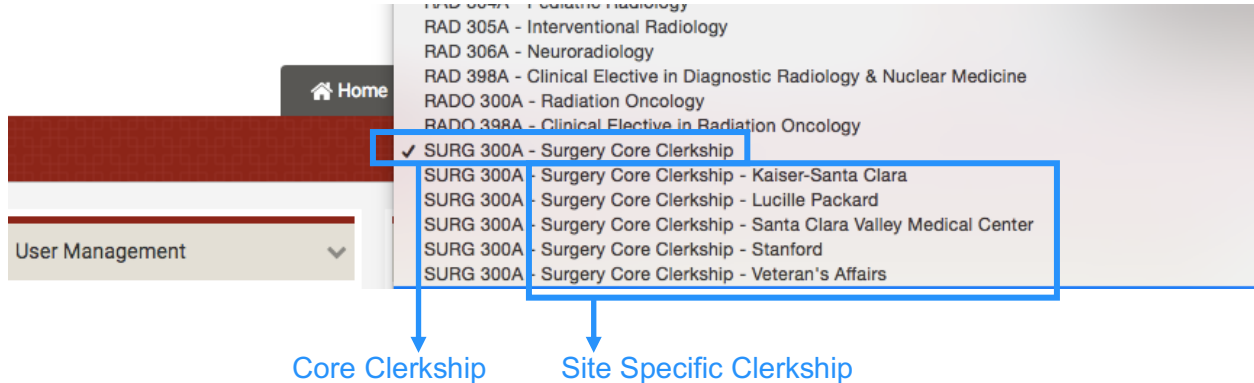 RAD 304A - Pediatric Radiology
RAD 305A - Interventional Radiology
RAD 306A - Neuroradiology
RAD 398A - Clinical Elective in Diagnostic Radiology & Nuclear Medicine
Home
RADO 300A - Radiation Oncology
RADO 398A - Clinical Elective in Radiation Oncology
✓ SURG 300A - Surgery Core Clerkship
SURG 300A - Surgery Core Clerkship - Kaiser-Santa Clara
SURG 300A - Surgery Core Clerkship - Lucille Packard
SURG 300A - Surgery Core Clerkship - Santa Clara Valley Medical Center
User Management
SURG 300A - Surgery Core Clerkship - Stanford
SURG 300A - Surgery Core Clerkship - Veteran's Affairs
Core Clerkship
Site Specific Clerkship